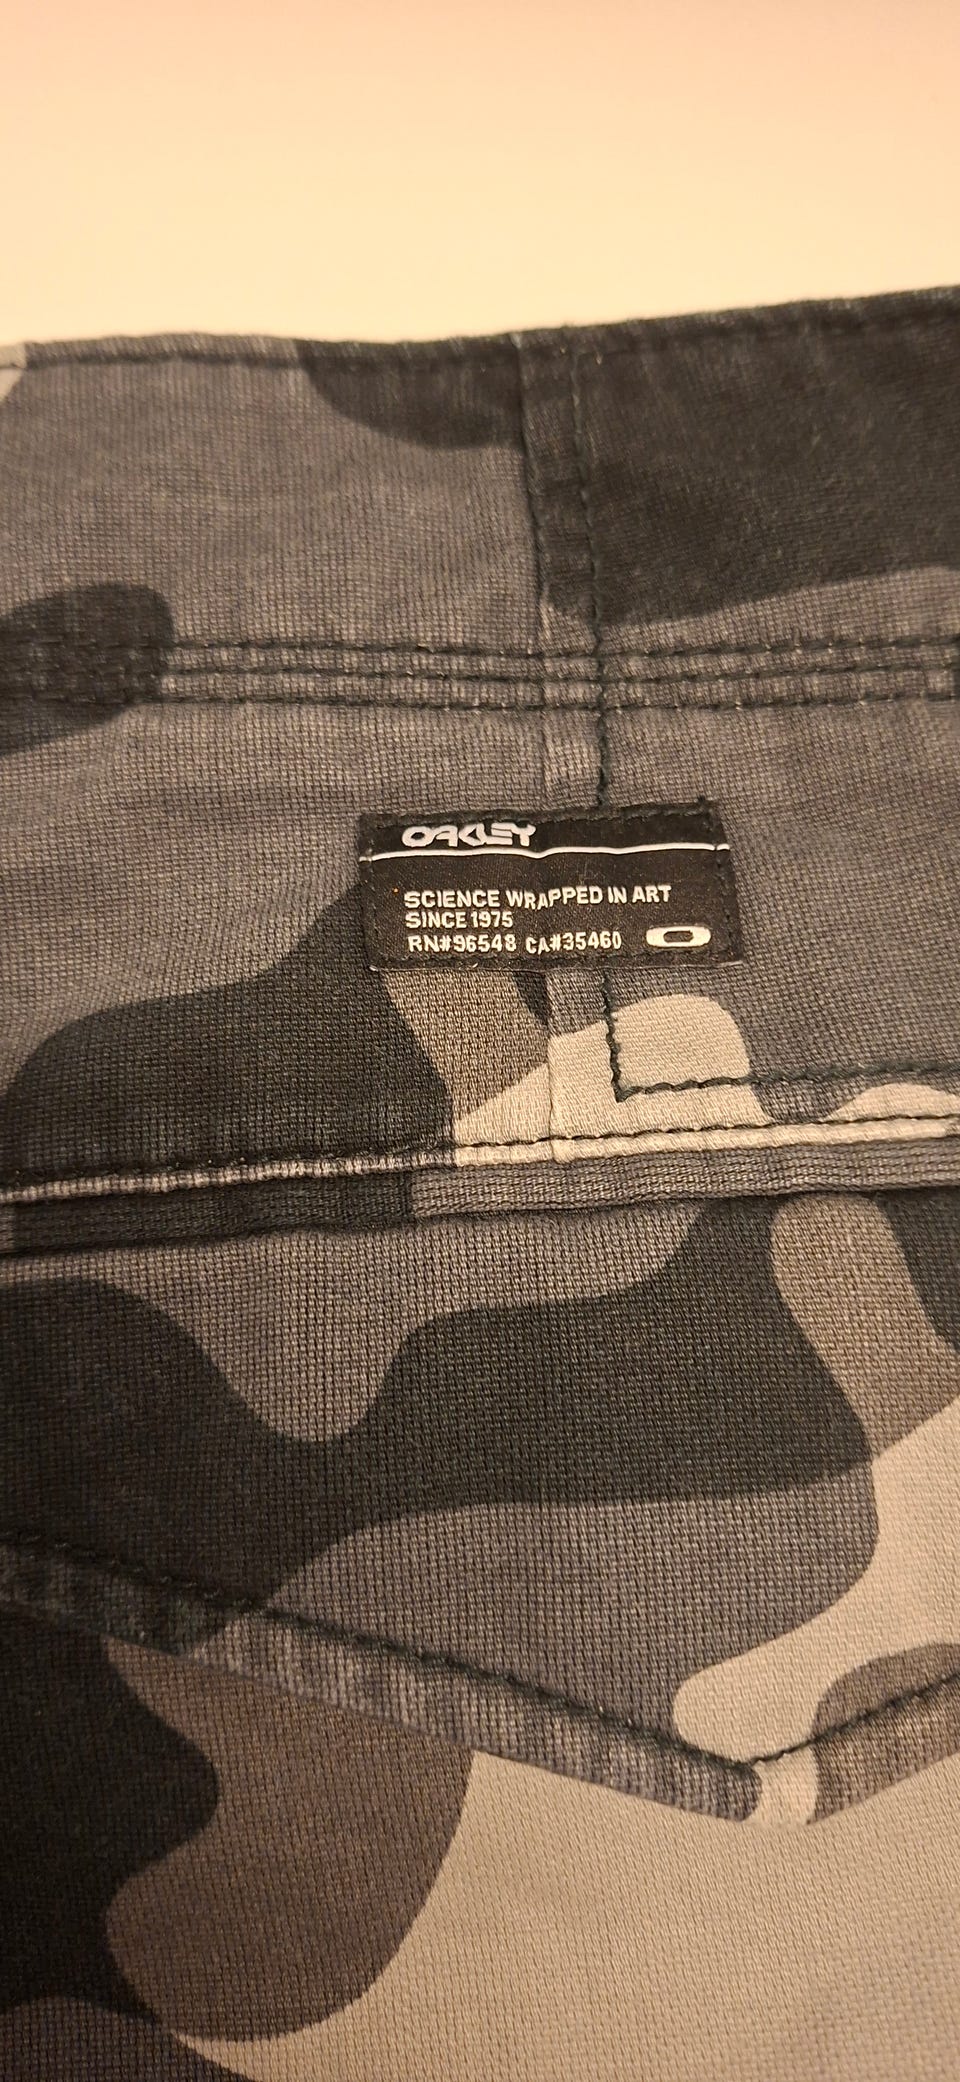 OAKLEY
SCIENCE WRAPPED IN ART
SINCE 1975
RN#96548 CA#35460